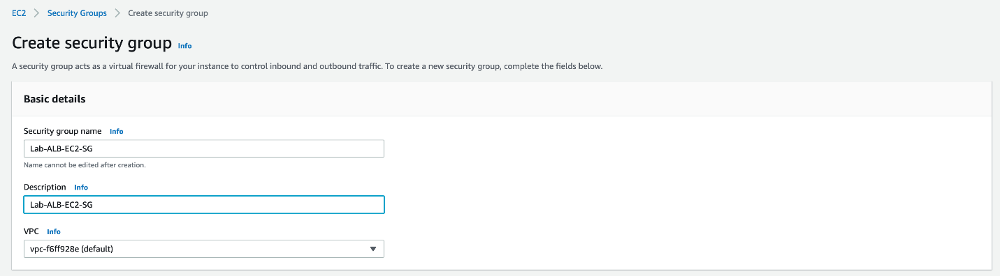 EC2 > Security Groups > Create security group
Create security group Info
A security group acts as a virtual firewall for your instance to control inbound and outbound traffic. To create a new security group, complete the fields below.
Basic details
Security group name Info
Lab-ALB-EC2-SG
Name cannot be edited after creation.
Description Info
Lab-ALB-EC2-SG
VPC Info
vpc-f6ff928e (default)